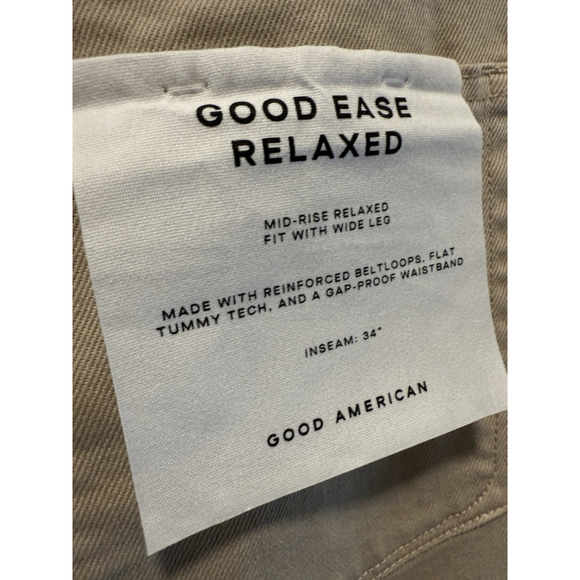 GOOD EASE
RELAXED
MID-RISE RELAXED
FIT WITH WIDE LEG
MADE WITH REINFORCED BELTLOOPS, FLAT
TUMMY TECH, AND A GAP-PROOF WAISTBAND
INSEAM: 34"
GOOD AMERICAN